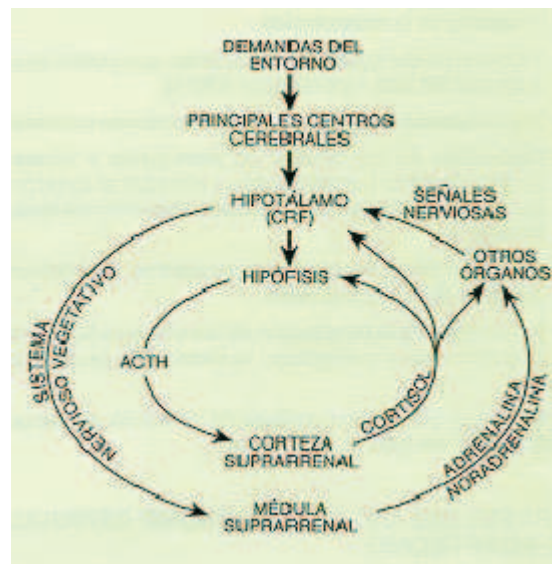 DEMANDAS DEL
ENTORNO
PRINCIPALES CENTROS
CEREBRALES
HIPOTÁLAMO
(CRF)
SEÑALES
NERVIOSAS
OTROS
ÓRGANOS
HIPÓFISIS
SISTEMA
NERVIOSO VEGETATIVO
ACTH
CORTISOL
CORTEZA
SUPRARRENAL
ADRENALINA
NORADRENALINA
MÉDULA
SUPRARRENAL